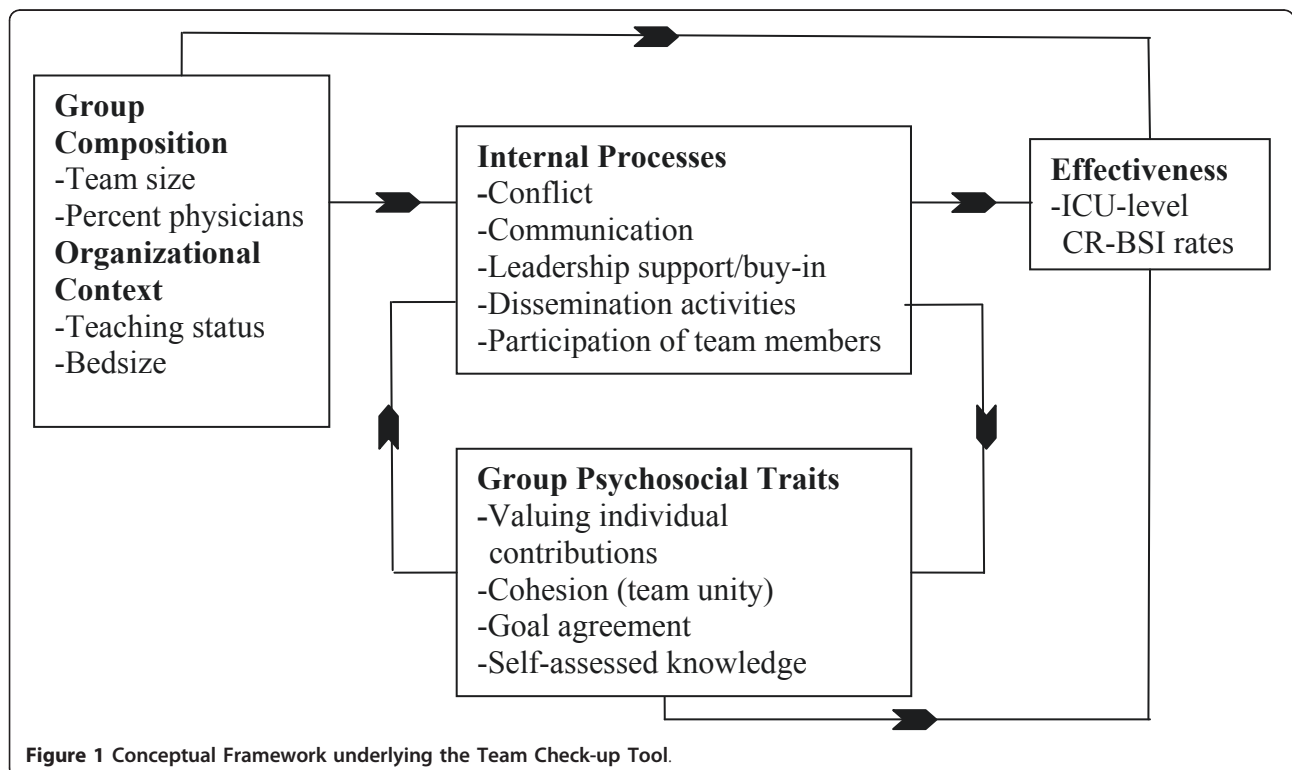 Group
Composition
-Team size
-Percent physicians
Organizational
Context
-Teaching status
-Bedsize
Internal Processes
-Conflict
-Communication
-Leadership support/buy-in
-Dissemination activities
-Participation of team members
Effectiveness
-ICU-level
CR-BSI rates
Group Psychosocial Traits
-Valuing individual
contributions
-Cohesion (team unity)
-Goal agreement
-Self-assessed knowledge
Figure 1 Conceptual Framework underlying the Team Check-up Tool.